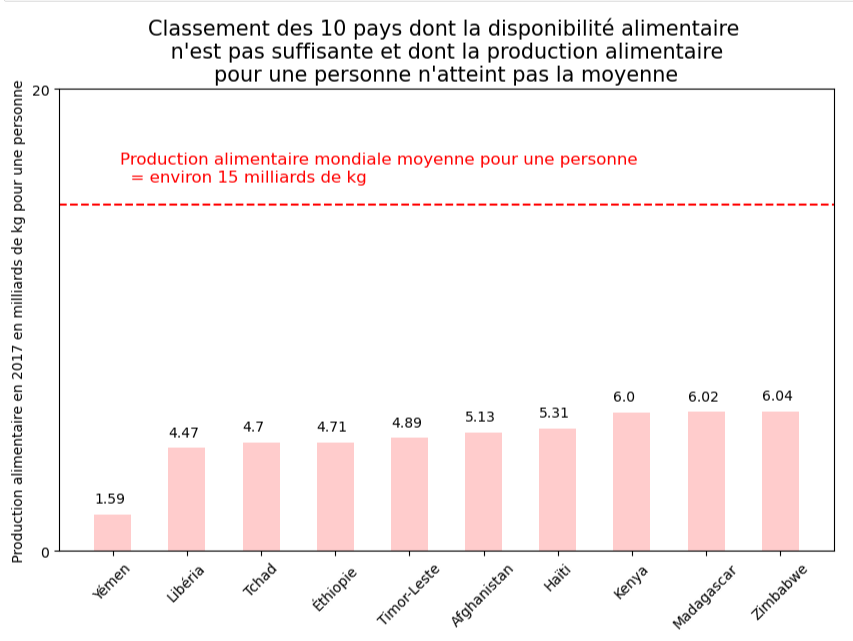 Classement des 10 pays dont la disponibilité alimentaire
n'est pas suffisante et dont la production alimentaire
pour une personne n'atteint pas la moyenne
Production alimentaire en 2017 en milliards de kg pour une personne
20
0
Production alimentaire mondiale moyenne pour une personne
= environ 15 milliards de kg
1.59
4.47
4.7
4.71
4.89
5.13
5.31
6.0
6.02
6.04
Yémen
Libéria
Tchad
Éthiopie
Timor-Leste
Afghanistan
Haïti
Kenya
Madagascar
Zimbabwe